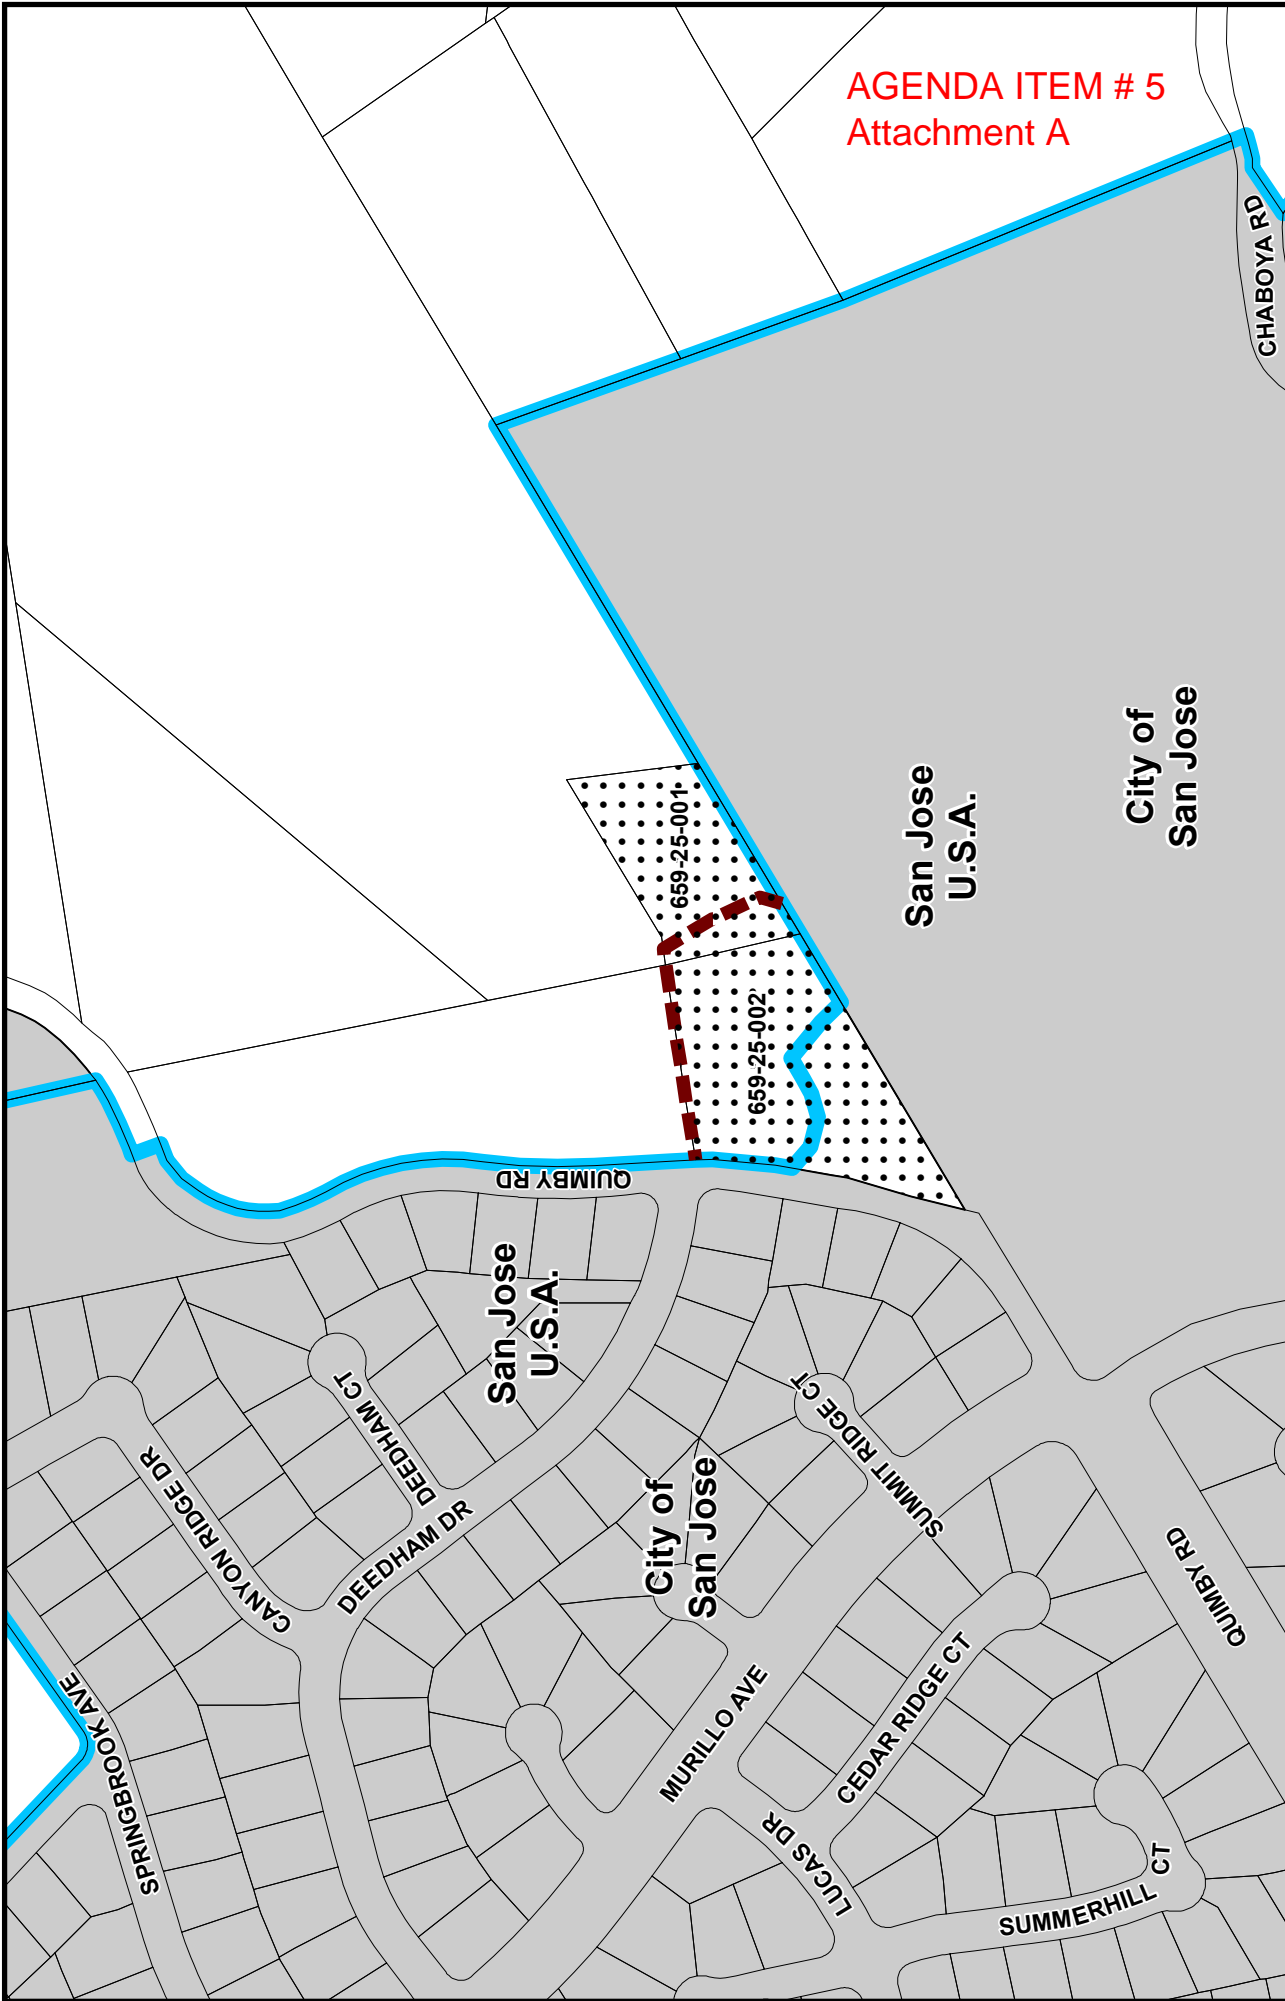 AGENDA ITEM # 5
Attachment A
CHABOYA RD
City of
San Jose
San Jose
U.S.A.
659-25-001
659-25-002
QUIMBY RD
San Jose
U.S.A.
DEEDHAM CT
SUMMIT RIDGE CT
CANYON RIDGE DR
DEEDHAM DR
City of
San Jose
QUIMBY RD
SPRINGBROOK AVE
MURILLO AVE
CEDAR RIDGE CT
LUCAS DR
SUMMERHILL CT